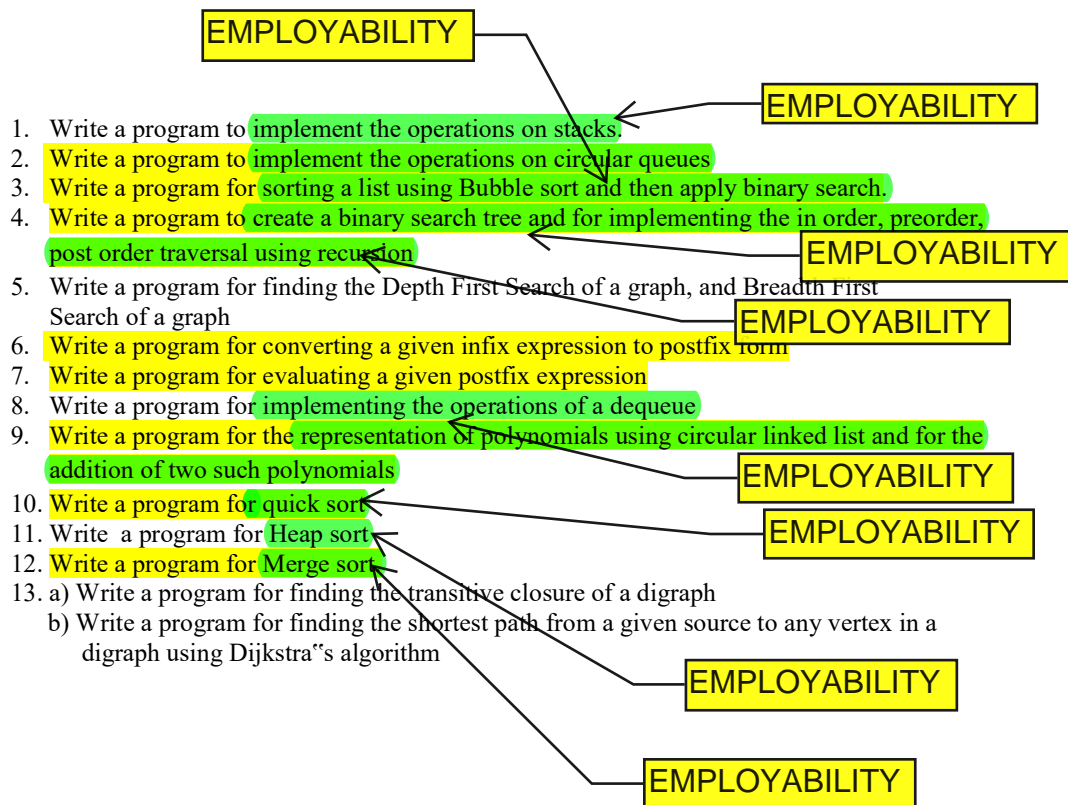 EMPLOYABILITY
EMPLOYABILITY
1. Write a program to implement the operations on stacks.
2. Write a program to implement the operations on circular queues
3. Write a program for sorting a list using Bubble sort and then apply binary search.
4. Write a program to create a binary search tree and for implementing the in order, preorder,
EMPLOYABILITY
post order traversal using recursion
5. Write a program for finding the Depth First Search of a graph, and Breadth First
EMPLOYABILITY
Search of a graph
6. Write a program for converting a given infix expression to postfix form
7. Write a program for evaluating a given postfix expression
8. Write a program for implementing the operations of a dequeue
9. Write a program for the representation of polynomials using circular linked list and for the
EMPLOYABILITY
addition of two such polynomials
10. Write a program for quick sort
EMPLOYABILITY
11. Write a program for Heap sort
12. Write a program for Merge sort
13. a) Write a program for finding the transitive closure of a digraph
b) Write a program for finding the shortest path from a given source to any vertex in a
digraph using Dijkstra‟s algorithm
EMPLOYABILITY
EMPLOYABILITY